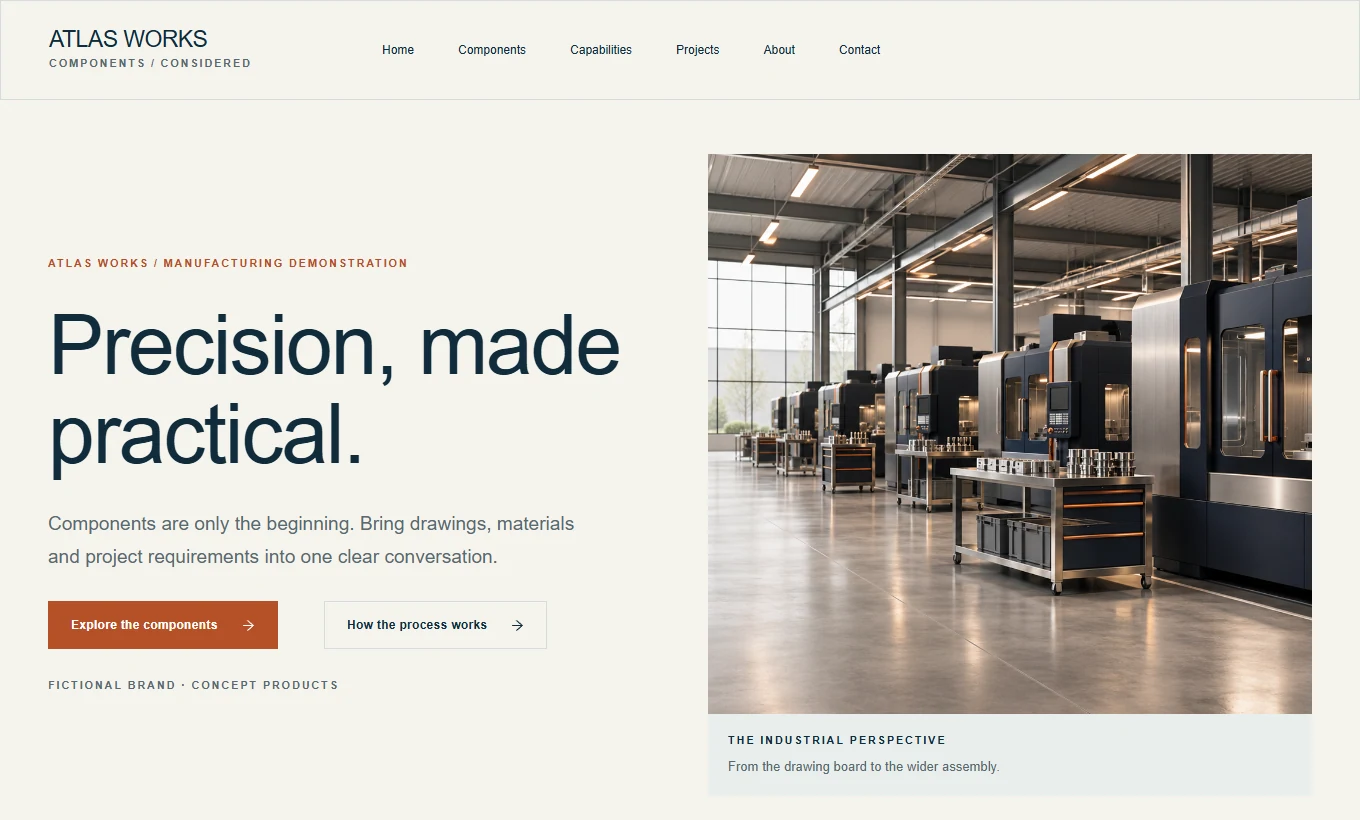 ATLAS WORKS
COMPONENTS / CONSIDERED
Home
Components
Capabilities
Projects
About
Contact
ATLAS WORKS / MANUFACTURING DEMONSTRATION
Precision, made
practical.
Components are only the beginning. Bring drawings, materials
and project requirements into one clear conversation.
Explore the components →
How the process works →
FICTIONAL BRAND · CONCEPT PRODUCTS
THE INDUSTRIAL PERSPECTIVE
From the drawing board to the wider assembly.